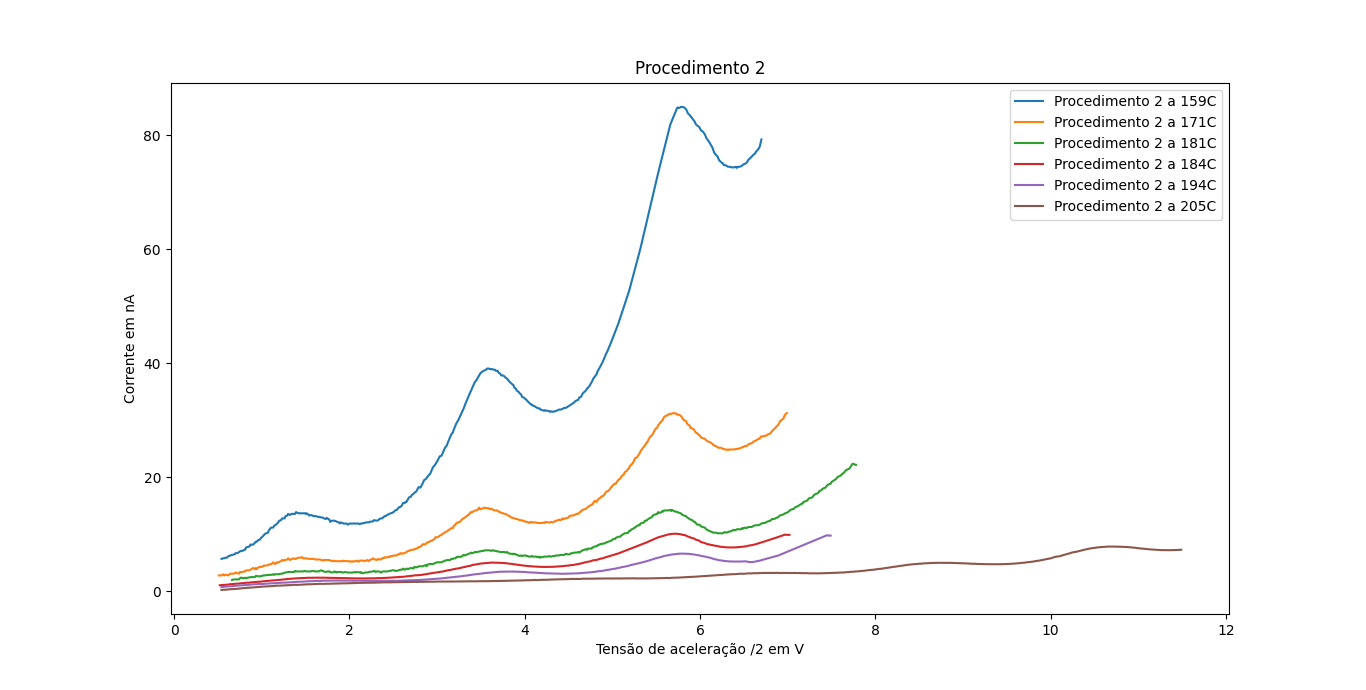 Procedimento 2
Procedimento 2 a 159C
Procedimento 2 a 171C
Procedimento 2 a 181C
Procedimento 2 a 184C
Procedimento 2 a 194C
Procedimento 2 a 205C
Corrente em nA
80
60
40
20
0
0 2 4 6 8 10 12
Tensão de aceleração /2 em V